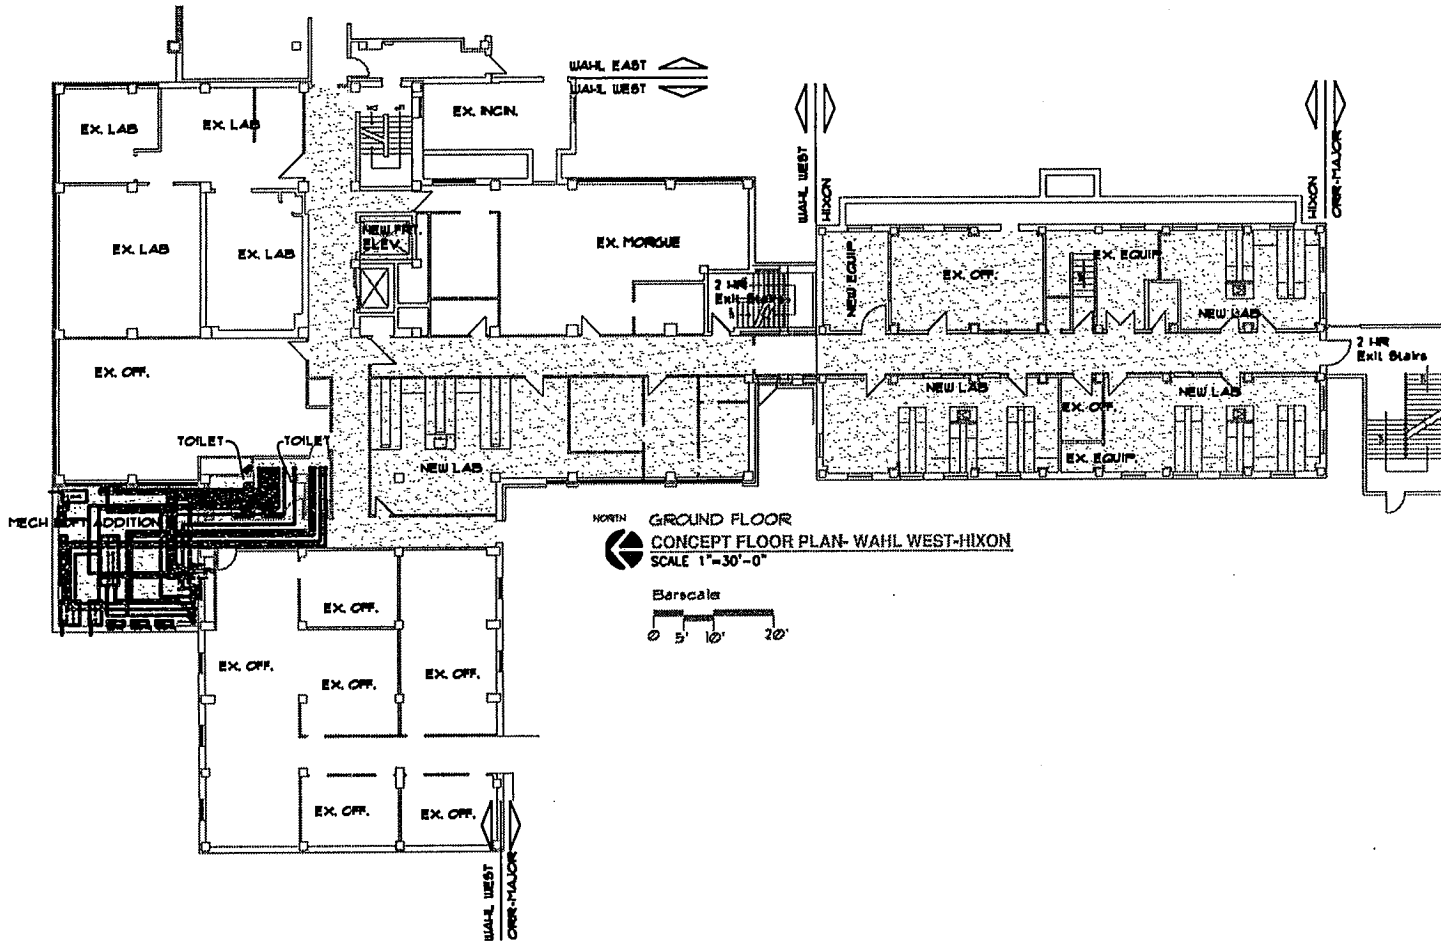 WAHL EAST
WAHL WEST
EX. LAB
EX. LAB
EX. INCIN.
WAHL WEST
HIXON
HIXON
ORR-MAJOR
EX. LAB
EX. LAB
NEW FRT.
ELEV.
EX. MORGUE
2 HR
Exit Stairs
NEW EQUIP.
EX. OFF.
EX. EQUIP.
NEW LAB
2 HR
Exit Stairs
EX. OFF.
NEW LAB
NEW LAB
EX. OFF.
TOILET
TOILET
NEW LAB
EX. EQUIP.
MECH LOFT ADDITION
NORTH
GROUND FLOOR
CONCEPT FLOOR PLAN- WAHL WEST-HIXON
SCALE 1"=30'-0"
Barscale
0 5' 10' 20'
EX. OFF.
EX. OFF.
EX. OFF.
EX. OFF.
EX. OFF.
EX. OFF.
WAHL WEST
ORR-MAJOR